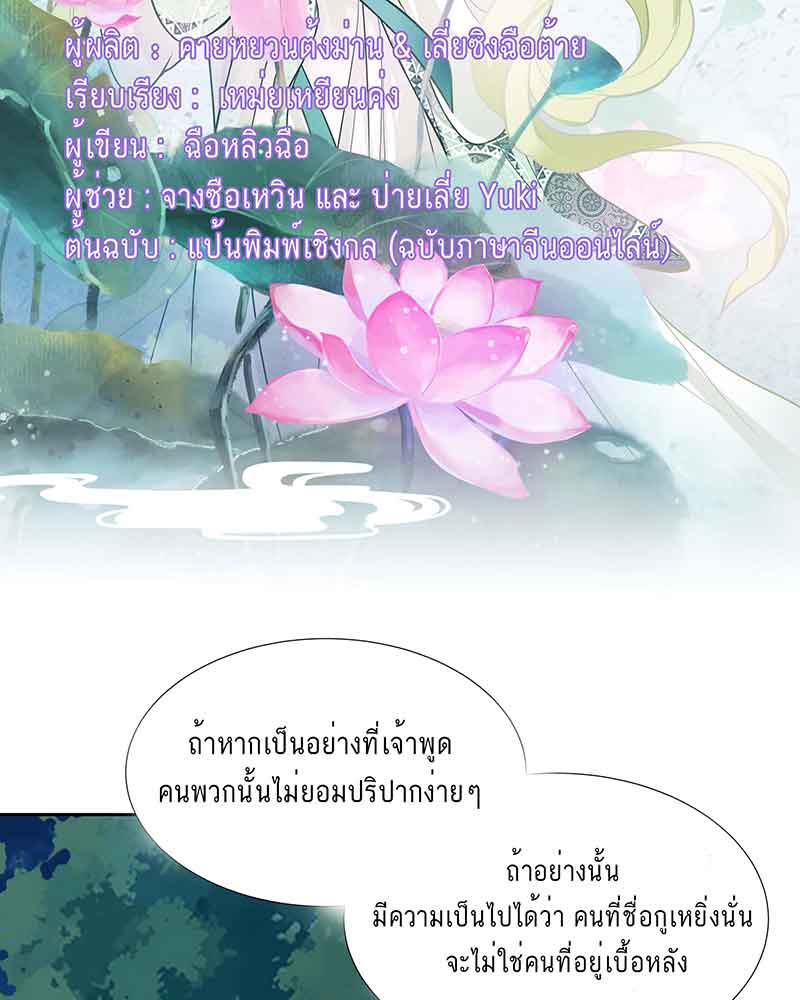 ผู้ผลิต : คายหยวนต้งม่าน & เลี่ยซิงฉือต้าย
เรียบเรียง : เหม่ยเหยียนค่ง
ผู้เขียน : ฉือหลิวฉือ
ผู้ช่วย : จางซือเหวิน และ ป่ายเลี่ย Yuki
ต้นฉบับ : แป้นพิมพ์เชิงกล (ฉบับภาษาจีนออนไลน์)
ถ้าหากเป็นอย่างที่เจ้าพูด
คนพวกนั้นไม่ยอมปริปากง่ายๆ
ถ้าอย่างนั้น
มีความเป็นไปได้ว่า คนที่ชื่อกูเหยิ่งนั่น
จะไม่ใช่คนที่อยู่เบื้อหลัง